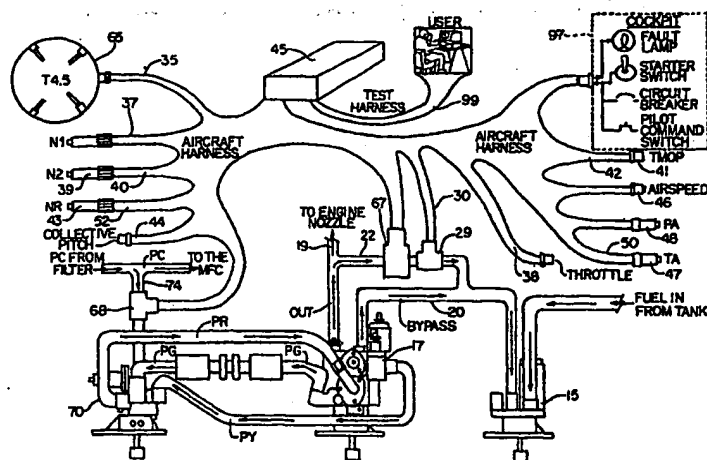 65
T4.5
35
45
USER
97
COCKPIT
FAULT
LAMP
STARTER
SWITCH
CIRCUIT
BREAKER
PILOT
COMMAND
SWITCH
37
N1
AIRCRAFT
HARNESS
TEST
HARNESS
99
AIRCRAFT
HARNESS
TMOP
42
41
N2
39
40
AIRSPEED
46
NR
43
52
30
67
29
COLLECTIVE
PITCH
44
TO ENGINE
NOZZLE
19
22
PA
48
50
TA
47
PC FROM
FILTER
PC
TO THE
MFC
74
38
THROTTLE
68
OUT
20
BYPASS
FUEL IN
FROM TANK
PR
17
PG
PG
15
70
PY